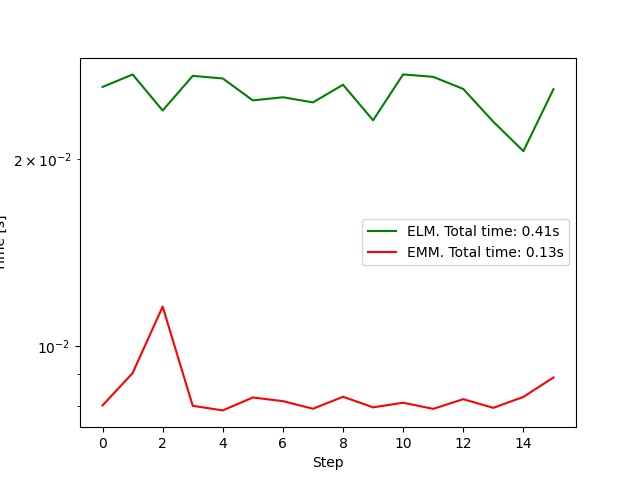 2 × 10⁻²
10⁻²
Time [s]
ELM. Total time: 0.41s
EMM. Total time: 0.13s
0 2 4 6 8 10 12 14
Step